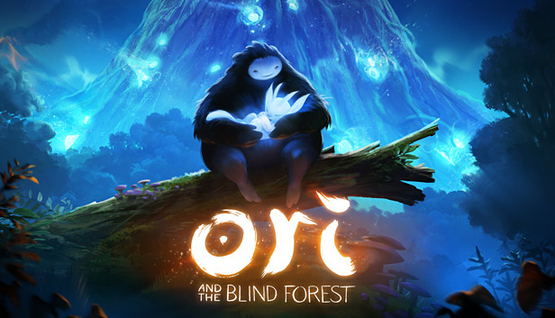 ori
AND THE BLIND FOREST